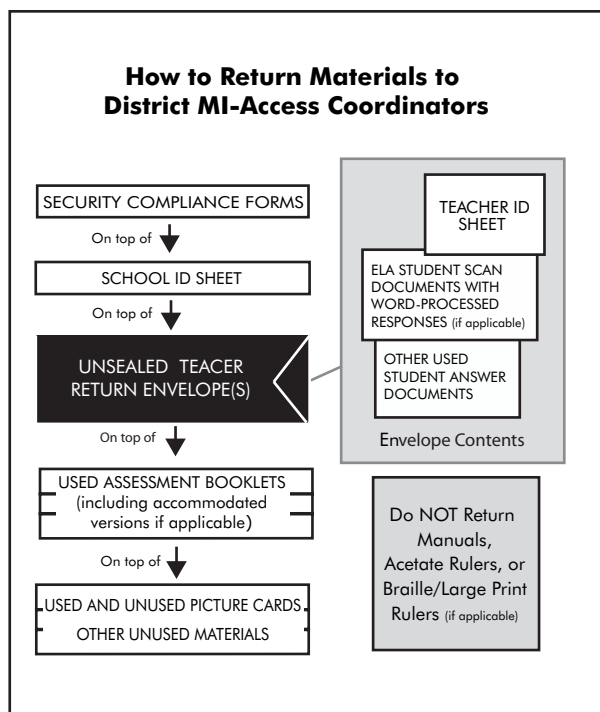 How to Return Materials to
District MI-Access Coordinators
SECURITY COMPLIANCE FORMS
On top of
SCHOOL ID SHEET
On top of
UNSEALED TEACER
RETURN ENVELOPE(S)
On top of
USED ASSESSMENT BOOKLETS
(including accommodated
versions if applicable)
On top of
USED AND UNUSED PICTURE CARDS
OTHER UNUSED MATERIALS
TEACHER ID
SHEET
ELA STUDENT SCAN
DOCUMENTS WITH
WORD-PROCESSED
RESPONSES (if applicable)
OTHER USED
STUDENT ANSWER
DOCUMENTS
Envelope Contents
Do NOT Return
Manuals,
Acetate Rulers, or
Braille/Large Print
Rulers (if applicable)